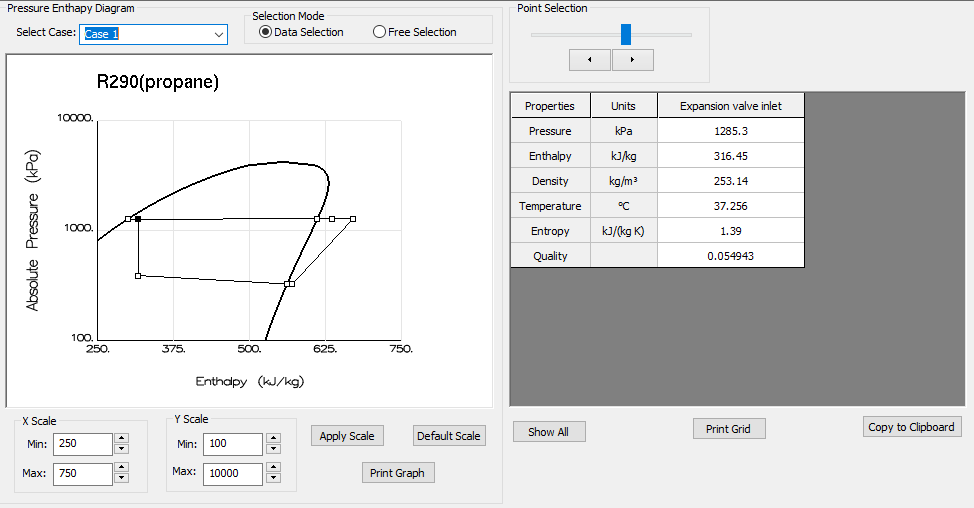 Pressure Enthapy Diagram
Select Case: Case 1
Selection Mode
Data Selection Free Selection
R290(propane)
10000.
1000.
100.
Absolute Pressure (kPa)
250. 375. 500. 625. 750.
Enthalpy (kJ/kg)
X Scale
Min: 250
Max: 750
Y Scale
Min: 100
Max: 10000
Apply Scale Default Scale
Print Graph
Point Selection
Properties Units Expansion valve inlet
Pressure kPa 1285.3
Enthalpy kJ/kg 316.45
Density kg/m³ 253.14
Temperature °C 37.256
Entropy kJ/(kg K) 1.39
Quality 0.054943
Show All Print Grid Copy to Clipboard